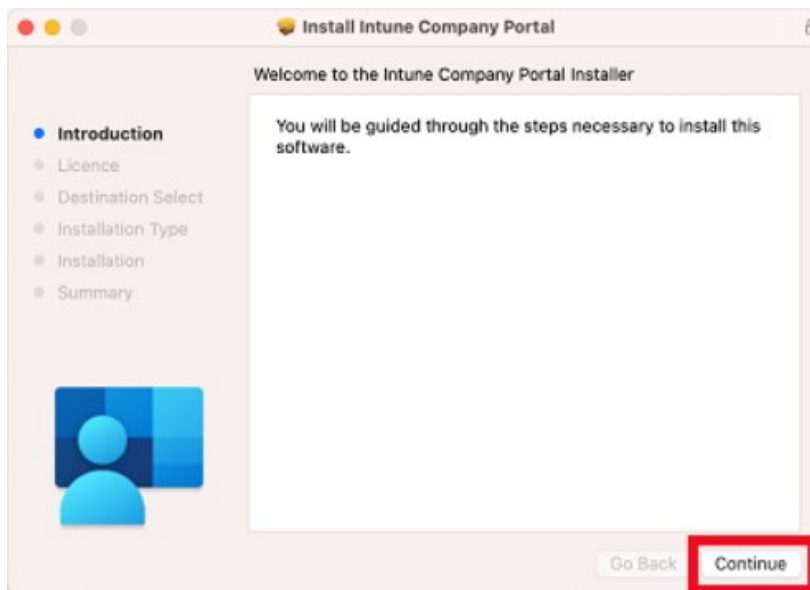 Install Intune Company Portal
Welcome to the Intune Company Portal Installer
Introduction
Licence
Destination Select
Installation Type
Installation
Summary
You will be guided through the steps necessary to install this
software.
Go Back
Continue